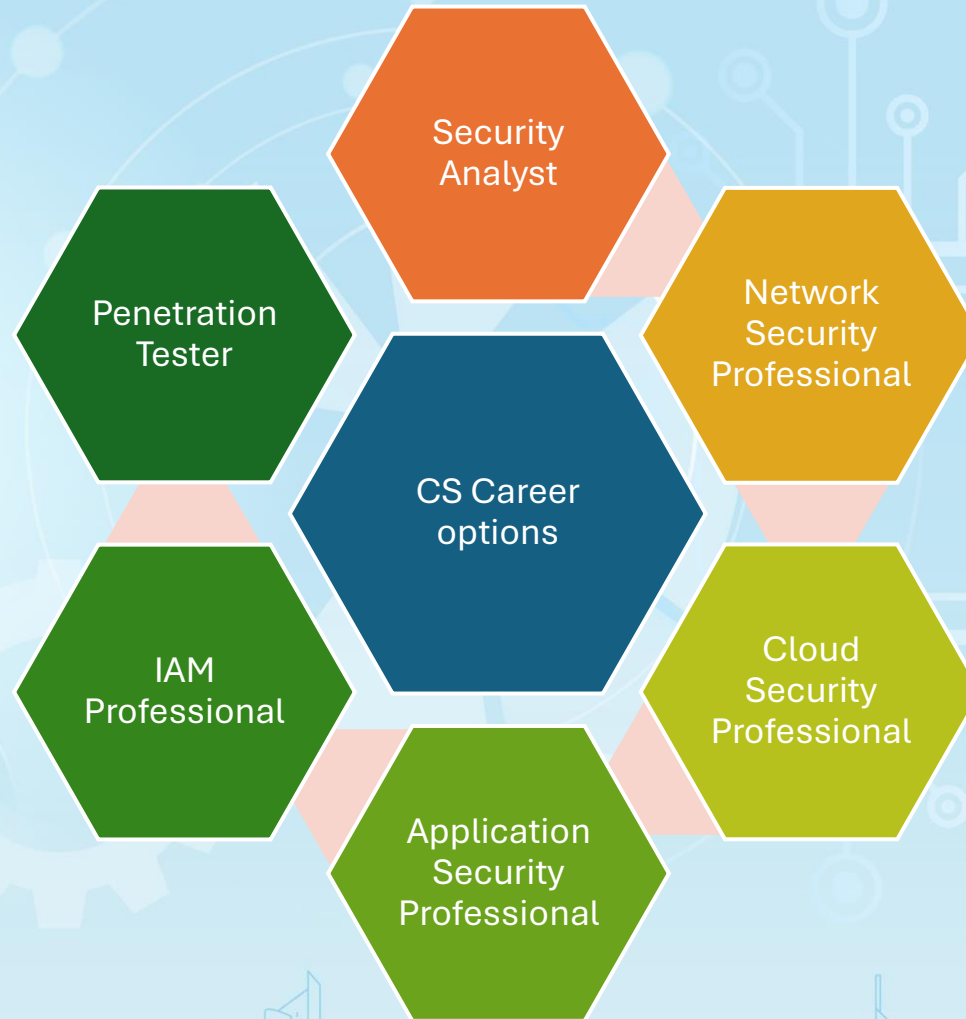 Security
Analyst
Penetration
Tester
Network
Security
Professional
CS Career
options
IAM
Professional
Cloud
Security
Professional
Application
Security
Professional